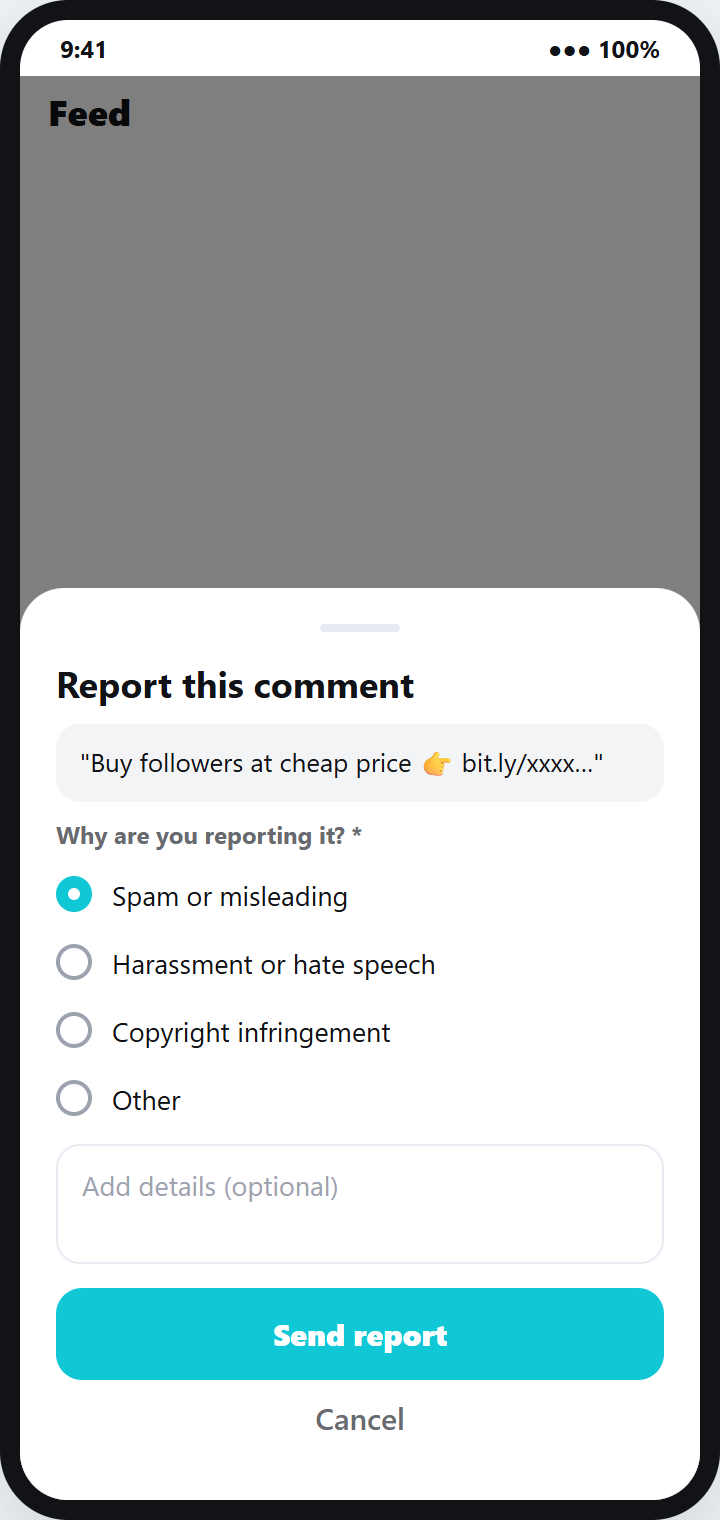 9:41
●●● 100%
Feed
Report this comment
"Buy followers at cheap price 👉 bit.ly/xxxx..."
Why are you reporting it? *
Spam or misleading
Harassment or hate speech
Copyright infringement
Other
Add details (optional)
Send report
Cancel